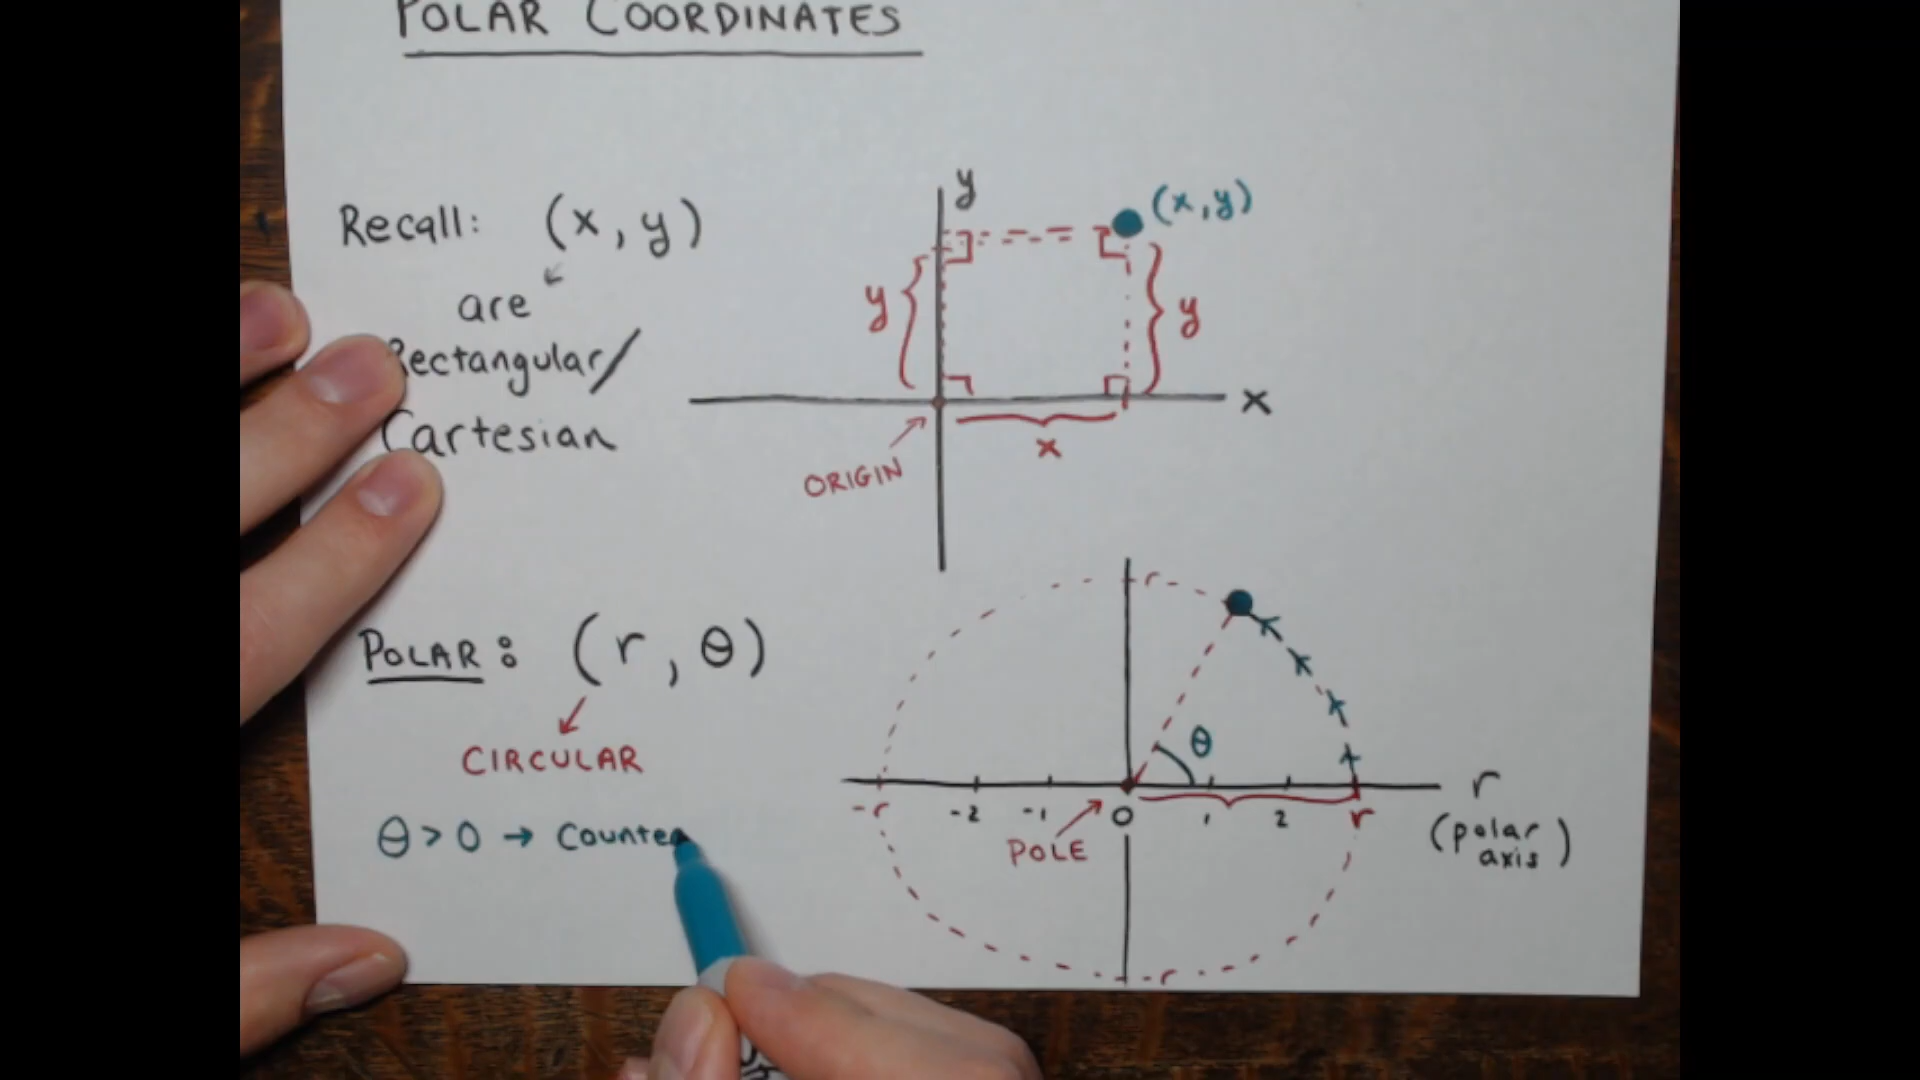 POLAR COORDINATES
Recall: (x, y)
are
Rectangular/
Cartesian
y
(x,y)
y
y
x
x
ORIGIN
POLAR: (r, θ)
CIRCULAR
θ > 0 → Counte
r
θ
r
(polar
axis)
-r -2 -1 0 1 2 r
POLE
-r